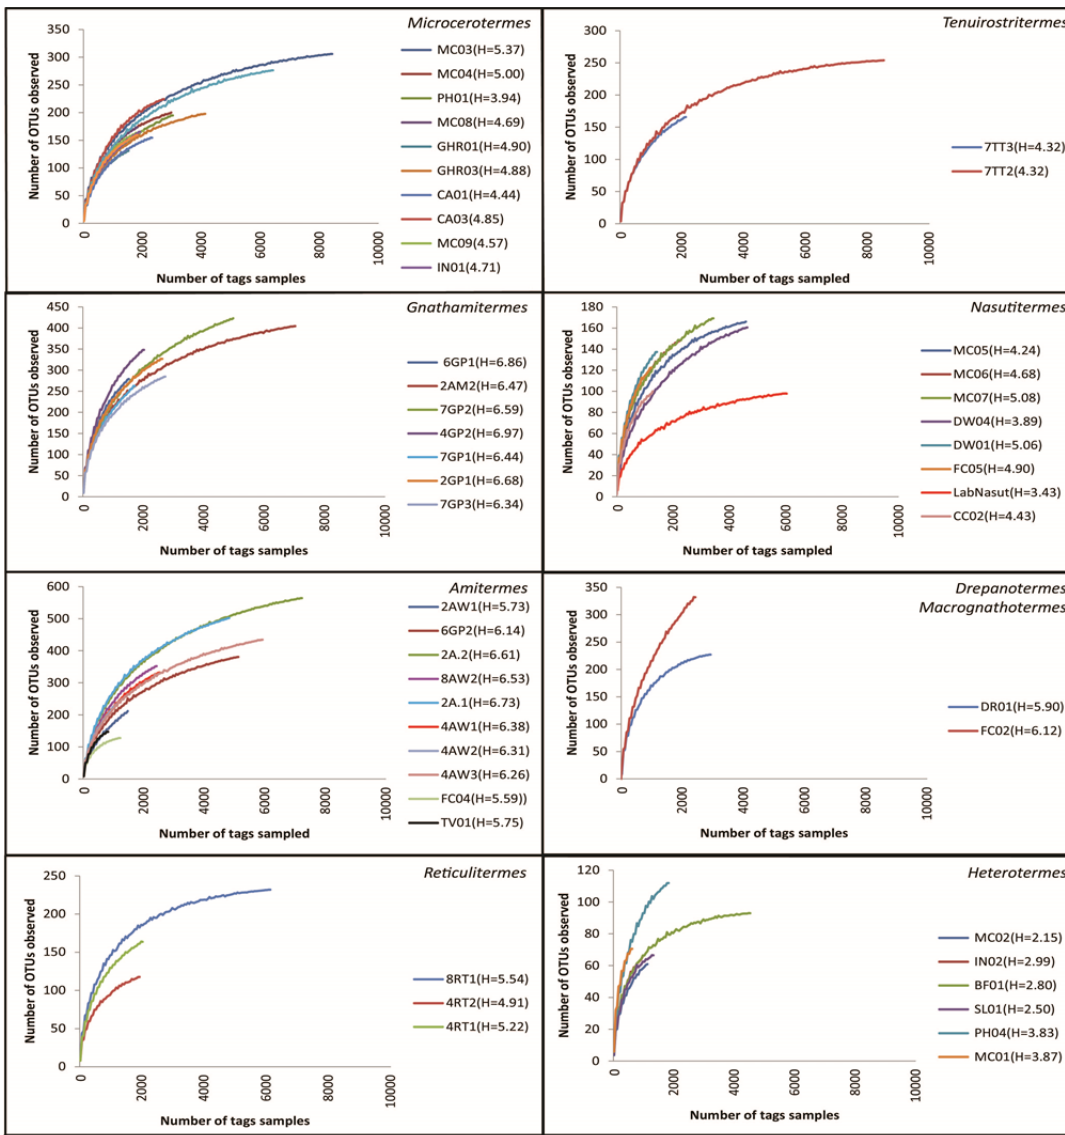 Microcerotermes
Number of OTUs observed
350
300
250
200
150
100
50
0
0
2000
4000
6000
8000
10000
Number of tags samples
MC03(H=5.37)
MC04(H=5.00)
PH01(H=3.94)
MC08(H=4.69)
GHR01(H=4.90)
GHR03(H=4.88)
CA01(H=4.44)
CA03(4.85)
MC09(4.57)
IN01(4.71)
Tenuirostritermes
Number of OTUs observed
300
250
200
150
100
50
0
0
2000
4000
6000
8000
10000
Number of tags sampled
7TT3(H=4.32)
7TT2(4.32)
Gnathamitermes
Number of OTUs observed
450
400
350
300
250
200
150
100
50
0
0
2000
4000
6000
8000
10000
Number of tags samples
6GP1(H=6.86)
2AM2(H=6.47)
7GP2(H=6.59)
4GP2(H=6.97)
7GP1(H=6.44)
2GP1(H=6.68)
7GP3(H=6.34)
Nasutitermes
Number of OTUs observed
180
160
140
120
100
80
60
40
20
0
0
2000
4000
6000
8000
10000
Number of tags sampled
MC05(H=4.24)
MC06(H=4.68)
MC07(H=5.08)
DW04(H=3.89)
DW01(H=5.06)
FC05(H=4.90)
LabNasut(H=3.43)
CC02(H=4.43)
Amitermes
Number of OTUs observed
600
500
400
300
200
100
0
0
2000
4000
6000
8000
10000
Number of tags sampled
2AW1(H=5.73)
6GP2(H=6.14)
2A.2(H=6.61)
8AW2(H=6.53)
2A.1(H=6.73)
4AW1(H=6.38)
4AW2(H=6.31)
4AW3(H=6.26)
FC04(H=5.59))
TV01(H=5.75)
Drepanotermes
Macrognathotermes
Number of OTUs observed
350
300
250
200
150
100
50
0
0
2000
4000
6000
8000
10000
Number of tags samples
DR01(H=5.90)
FC02(H=6.12)
Reticulitermes
Number of OTUs observed
250
200
150
100
50
0
0
2000
4000
6000
8000
10000
Number of tags samples
8RT1(H=5.54)
4RT2(H=4.91)
4RT1(H=5.22)
Heterotermes
Number of OTUs observed
120
100
80
60
40
20
0
0
2000
4000
6000
8000
10000
Number of tags samples
MC02(H=2.15)
IN02(H=2.99)
BF01(H=2.80)
SL01(H=2.50)
PH04(H=3.83)
MC01(H=3.87)